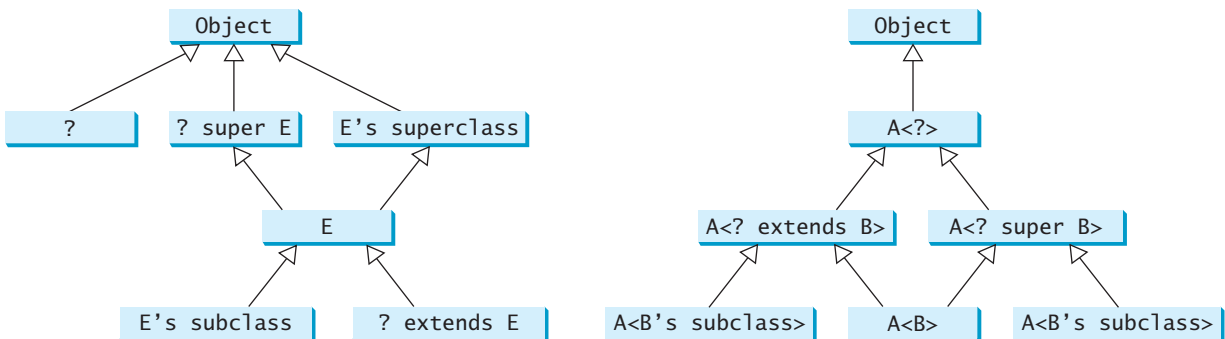 Object
Object
?
? super E
E’s superclass
A<?>
E
A<? extends B>
A<? super B>
E’s subclass
? extends E
A<B’s subclass>
A<B>
A<B’s subclass>